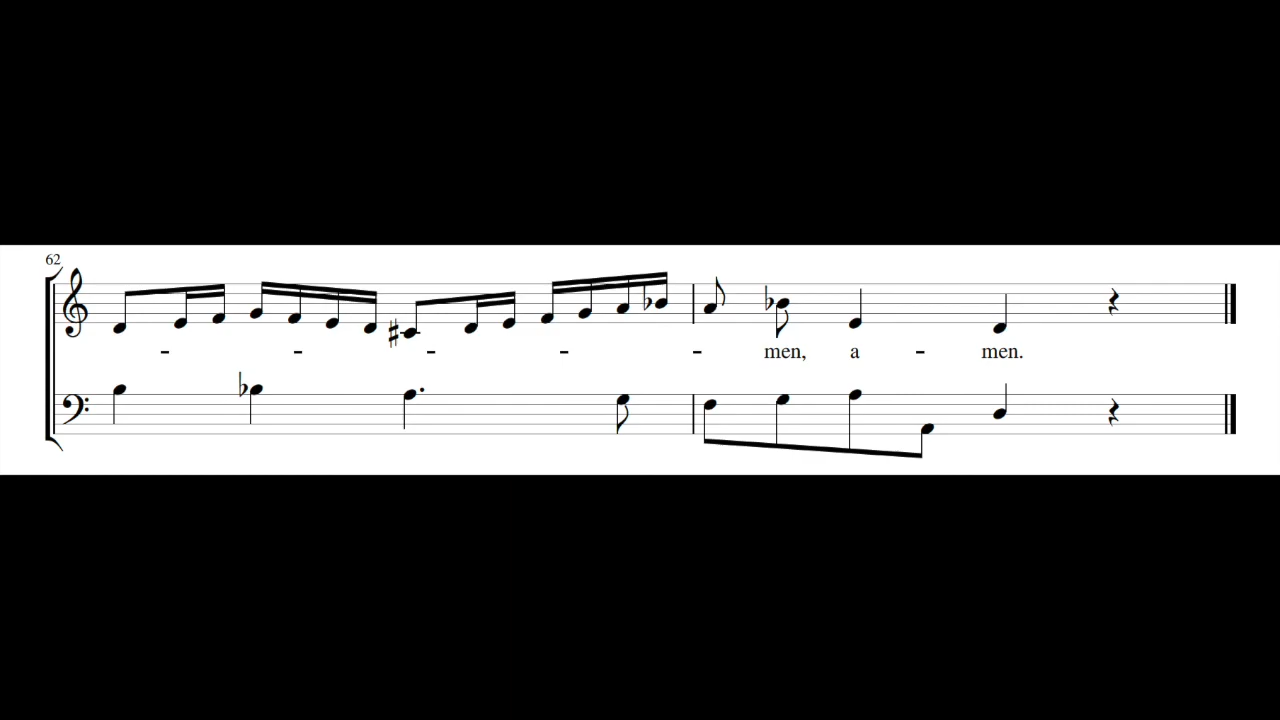 62
- - - - - men, a - men.